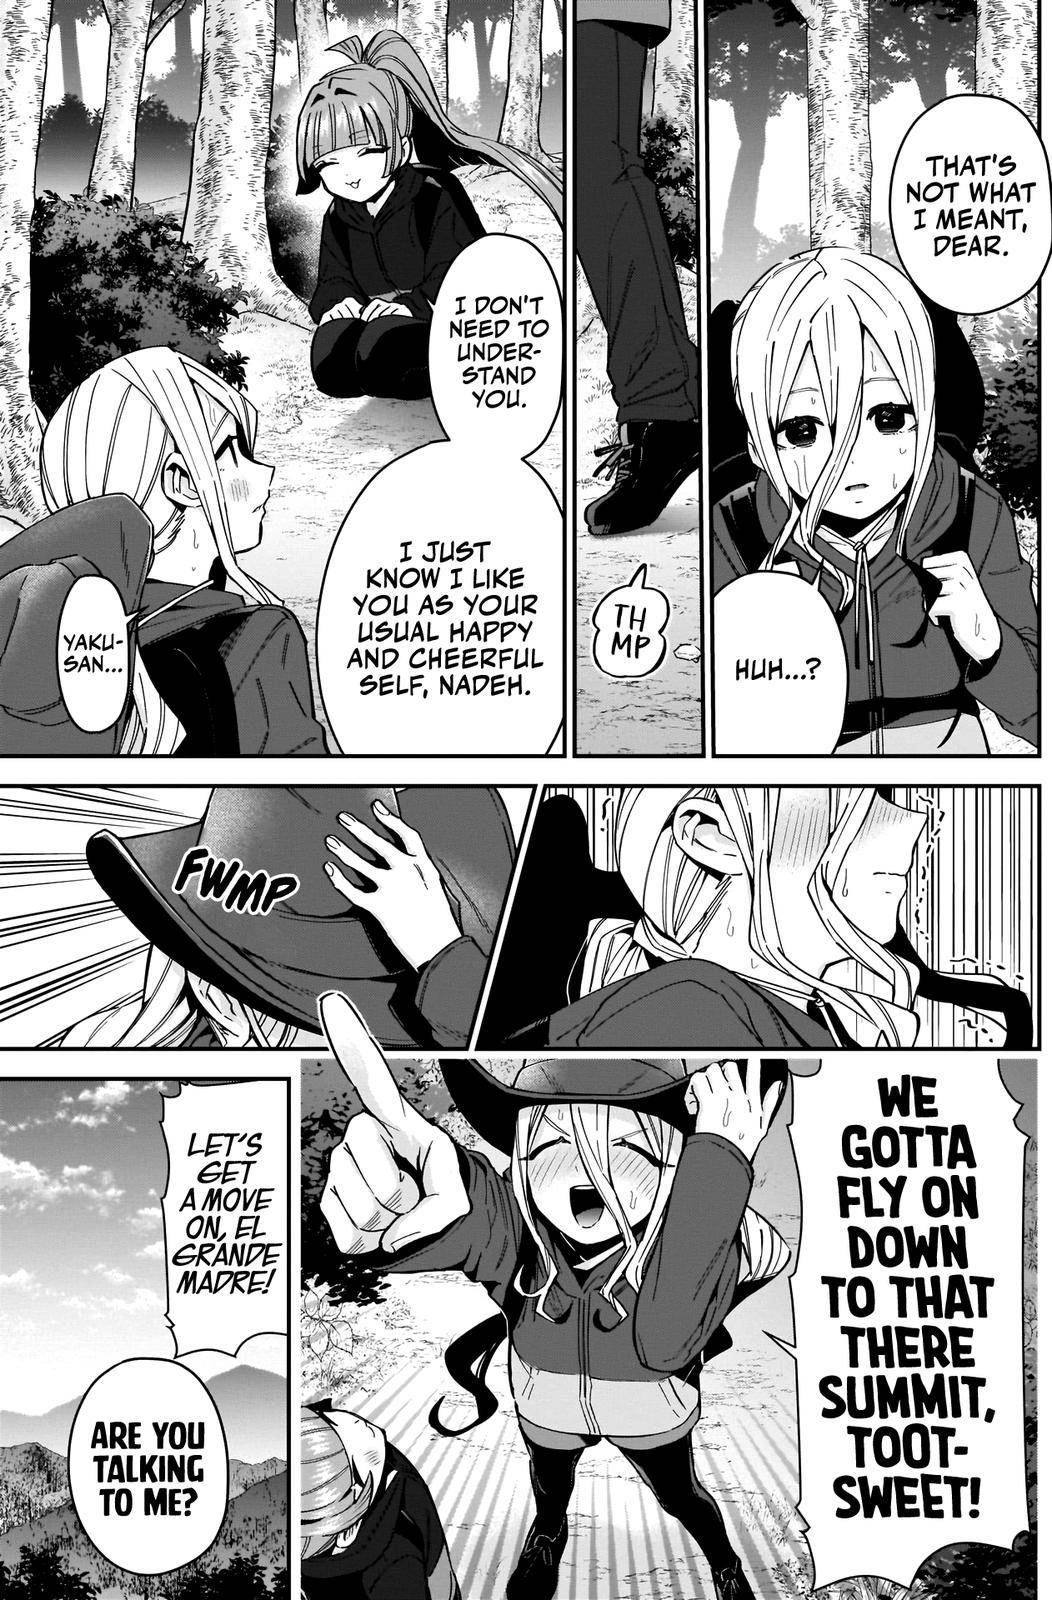 THAT'S
NOT WHAT
I MEANT,
DEAR.
HUH...?
TH
MP
I DON'T
NEED TO
UNDER-
STAND
YOU.
I JUST
KNOW I LIKE
YOU AS YOUR
USUAL HAPPY
AND CHEERFUL
SELF, NADEH.
YAKU-
SAN...
FWMP
WE
GOTTA
FLY ON
DOWN
TO THAT
THERE
SUMMIT,
TOOT-
SWEET!
LET'S
GET
A MOVE
ON, EL
GRANDE
MADRE!
ARE YOU
TALKING
TO ME?